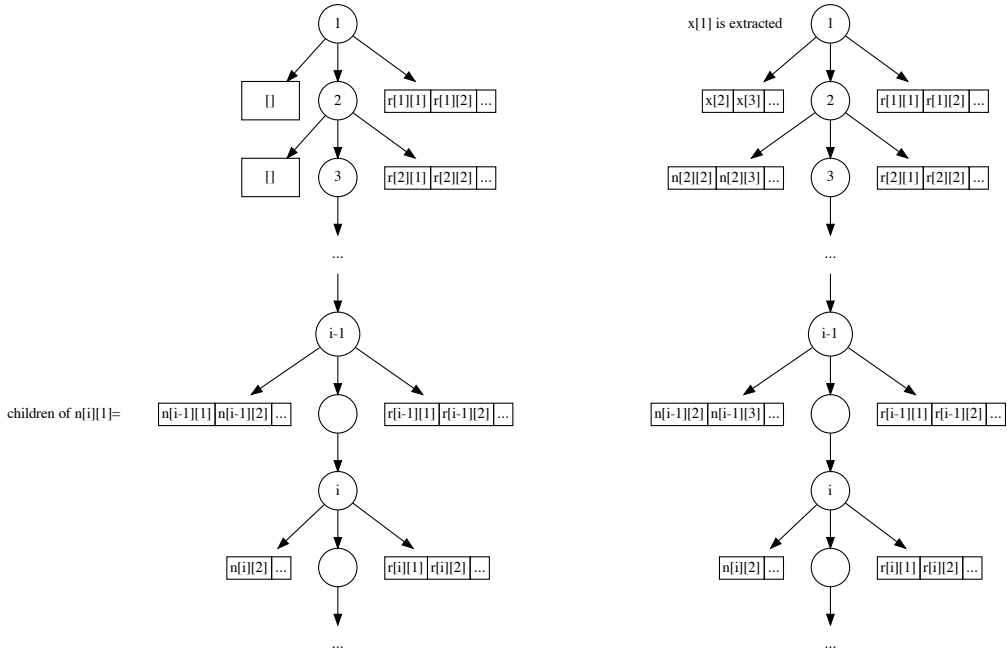 1
x[1] is extracted
1
[]
2
r[1][1] r[1][2] ...
x[2] x[3] ...
2
r[1][1] r[1][2] ...
[]
3
r[2][1] r[2][2] ...
n[2][2] n[2][3] ...
3
r[2][1] r[2][2] ...
...
...
i-1
i-1
children of n[i][1]=
n[i-1][1] n[i-1][2] ...
r[i-1][1] r[i-1][2] ...
n[i-1][2] n[i-1][3] ...
r[i-1][1] r[i-1][2] ...
i
i
n[i][2] ...
r[i][1] r[i][2] ...
n[i][2] ...
r[i][1] r[i][2] ...
...
...